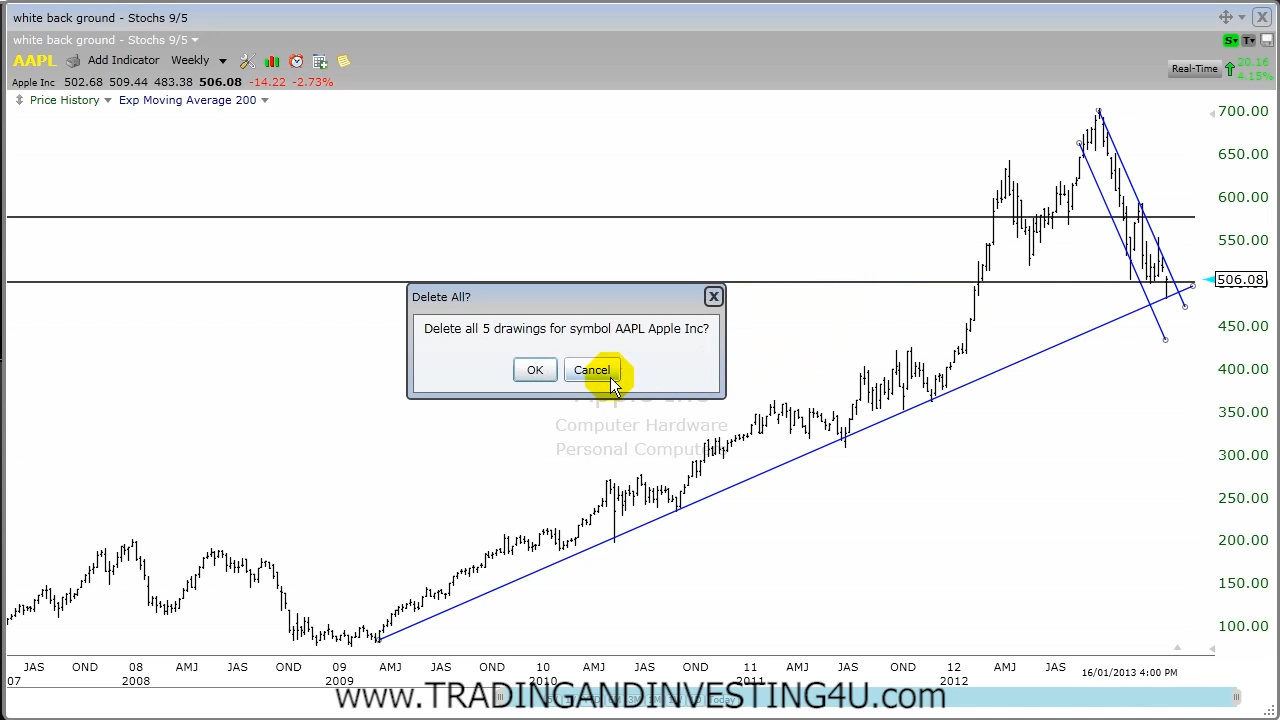 white back ground - Stochs 9/5
white back ground - Stochs 9/5
AAPL Add Indicator Weekly
S T
Apple Inc 502.68 509.44 483.38 506.08 -14.22 -2.73%
Real-Time 20.16
4.15%
Price History Exp Moving Average 200
700.00
650.00
600.00
550.00
506.08
450.00
400.00
350.00
300.00
250.00
200.00
150.00
100.00
Delete All?
Delete all 5 drawings for symbol AAPL Apple Inc?
OK Cancel
Computer Hardware
JAS OND 08 AMJ JAS OND 09 AMJ JAS OND 10 AMJ JAS OND 11 AMJ JAS OND 12 AMJ JAS
07 2008 2009 2010 2011 2012 16/01/2013 4:00 PM
www.TRADINGANDINVESTING4U.com